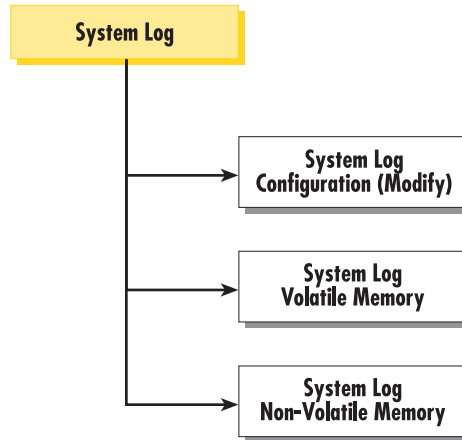 System Log
System Log
Configuration (Modify)
System Log
Volatile Memory
System Log
Non-Volatile Memory